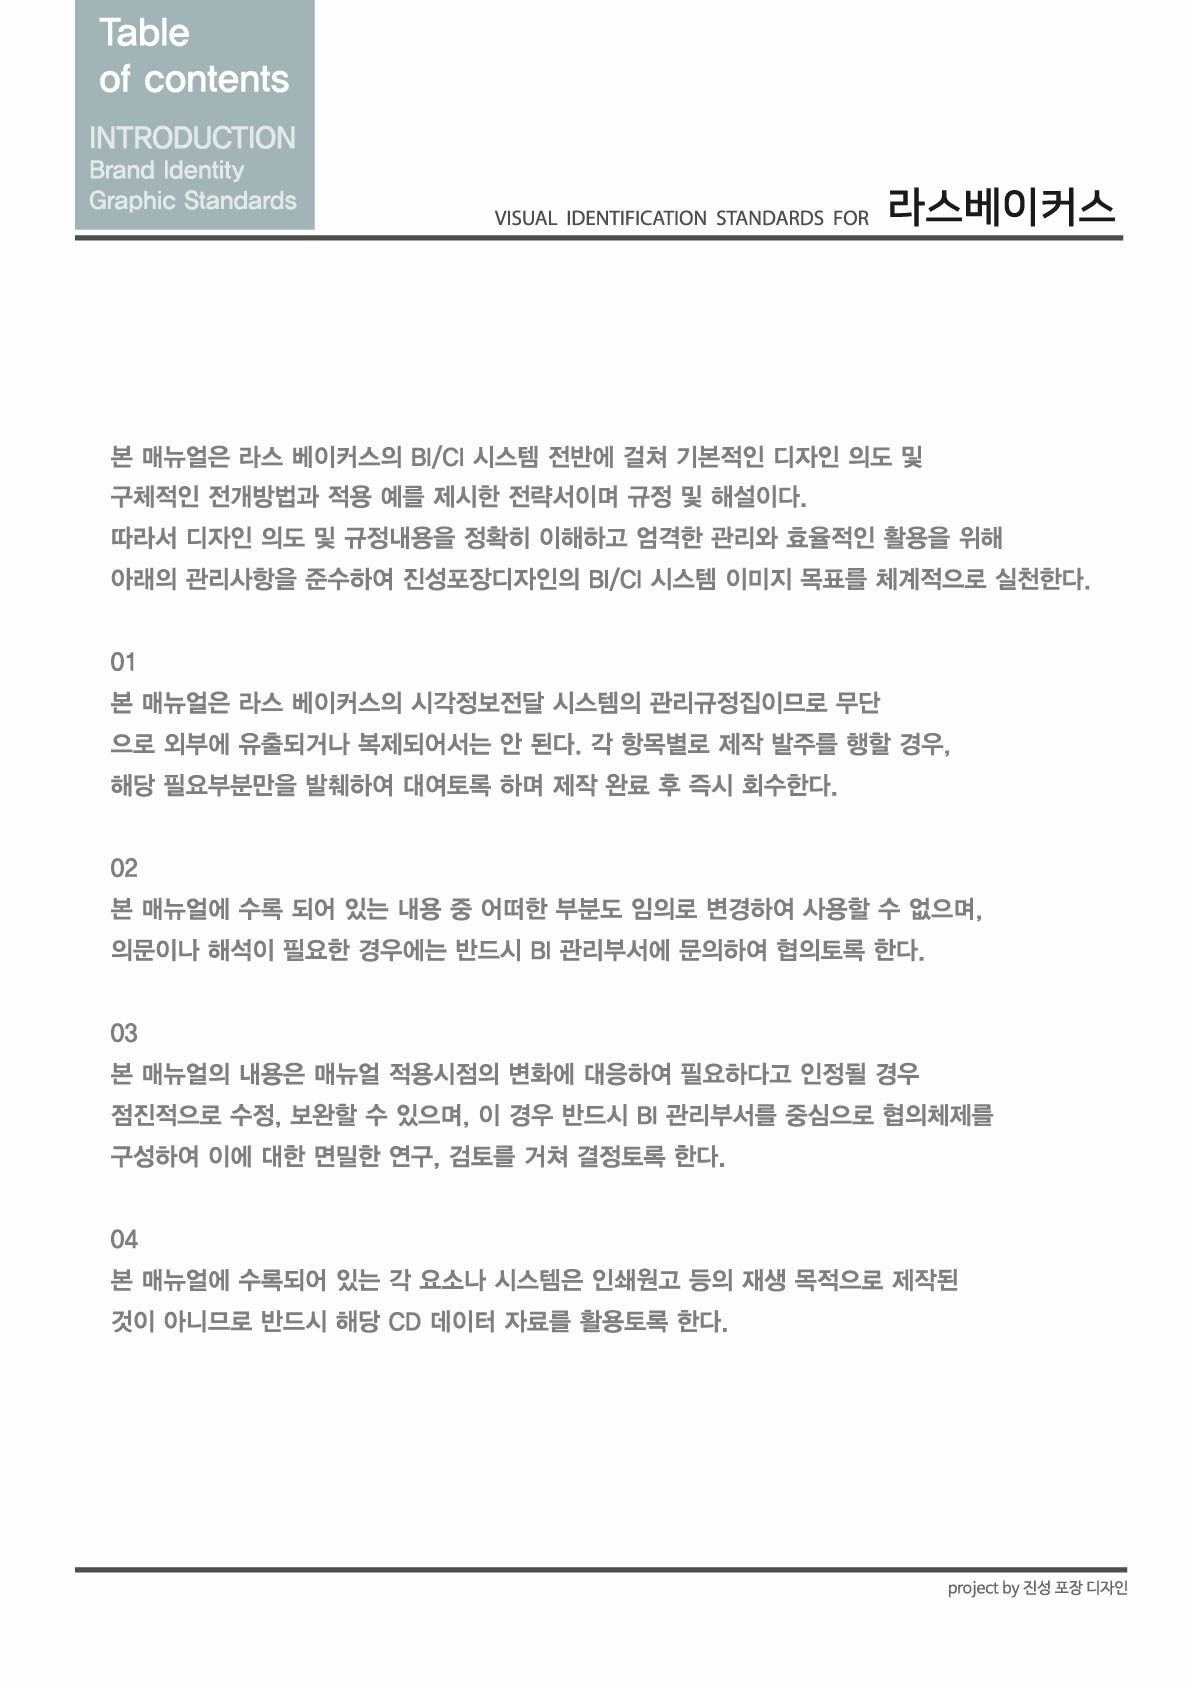 Table
of contents
INTRODUCTION
Brand Identity
Graphic Standards
VISUAL IDENTIFICATION STANDARDS FOR 라스베이커스
본 매뉴얼은 라스 베이커스의 BI/CI 시스템 전반에 걸쳐 기본적인 디자인 의도 및
구체적인 전개방법과 적용 예를 제시한 전략서이며 규정 및 해설이다.
따라서 디자인 의도 및 규정내용을 정확히 이해하고 엄격한 관리와 효율적인 활용을 위해
아래의 관리사항을 준수하여 진성포장디자인의 BI/CI 시스템 이미지 목표를 체계적으로 실천한다.
01
본 매뉴얼은 라스 베이커스의 시각정보전달 시스템의 관리규정집이므로 무단
으로 외부에 유출되거나 복제되어서는 안 된다. 각 항목별로 제작 발주를 행할 경우,
해당 필요부분만을 발췌하여 대여토록 하며 제작 완료 후 즉시 회수한다.
02
본 매뉴얼에 수록 되어 있는 내용 중 어떠한 부분도 임의로 변경하여 사용할 수 없으며,
의문이나 해석이 필요한 경우에는 반드시 BI 관리부서에 문의하여 협의토록 한다.
03
본 매뉴얼의 내용은 매뉴얼 적용시점의 변화에 대응하여 필요하다고 인정될 경우
점진적으로 수정, 보완할 수 있으며, 이 경우 반드시 BI 관리부서를 중심으로 협의체제를
구성하여 이에 대한 면밀한 연구, 검토를 거쳐 결정토록 한다.
04
본 매뉴얼에 수록되어 있는 각 요소나 시스템은 인쇄원고 등의 재생 목적으로 제작된
것이 아니므로 반드시 해당 CD 데이터 자료를 활용토록 한다.
project by 진성 포장 디자인